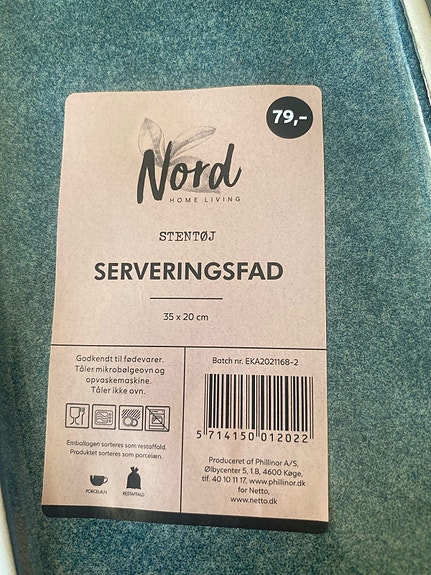 79,-
Nord
HOME LIVING
STENTØJ
SERVERINGSFAD
35 x 20 cm
Godkendt til fødevarer.
Tåler mikrobølgeovn og
opvaskemaskine.
Tåler ikke ovn.
Emballagen sorteres som restaffald.
Produktet sorteres som porcelæn.
PORCELÆN
RESTAFFALD
Batch nr. EKA2021168-2
5 714150 012022
Produceret af Phillinor A/S,
Ølbycenter 5, 1.B, 4600 Køge,
tlf. 40 10 11 17, www.phillinor.dk
for Netto,
www.netto.dk